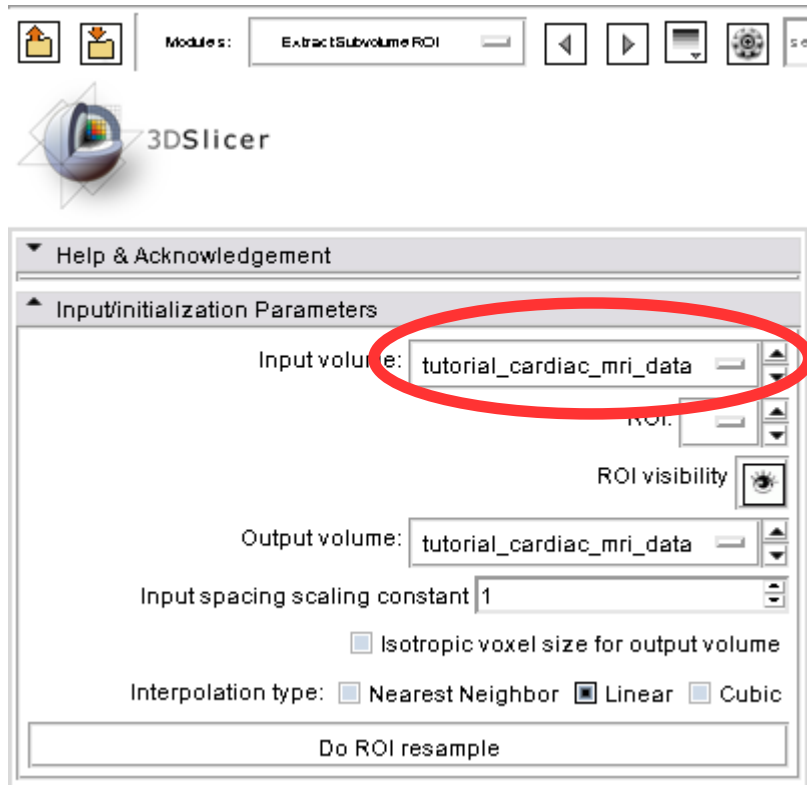 Modules: ExtractSubvolumeROI se
3DSlicer
Help & Acknowledgement
Input/initialization Parameters
Input volume: tutorial_cardiac_mri_data
ROI:
ROI visibility
Output volume: tutorial_cardiac_mri_data
Input spacing scaling constant 1
Isotropic voxel size for output volume
Interpolation type: Nearest Neighbor Linear Cubic
Do ROI resample